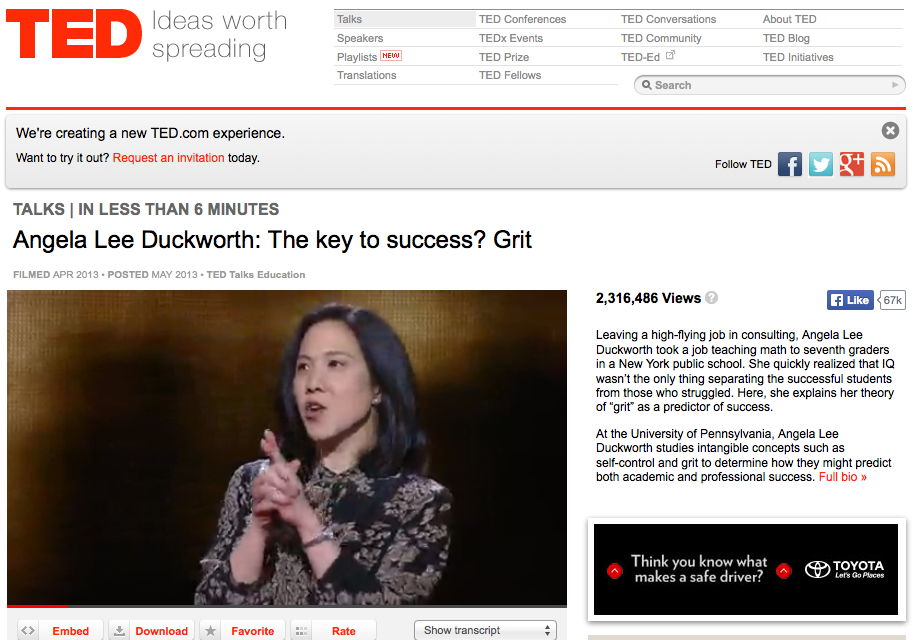 TED Ideas worth
spreading
Talks
TED Conferences
TED Conversations
About TED
Speakers
TEDx Events
TED Community
TED Blog
Playlists NEW
TED Prize
TED-Ed
TED Initiatives
Translations
TED Fellows
Search
We're creating a new TED.com experience.
Want to try it out? Request an invitation today.
Follow TED
f
g+
TALKS | IN LESS THAN 6 MINUTES
Angela Lee Duckworth: The key to success? Grit
FILMED APR 2013 • POSTED MAY 2013 • TED Talks Education
2,316,486 Views ?
f Like 67k
Leaving a high-flying job in consulting, Angela Lee
Duckworth took a job teaching math to seventh graders
in a New York public school. She quickly realized that IQ
wasn't the only thing separating the successful students
from those who struggled. Here, she explains her theory
of “grit” as a predictor of success.
At the University of Pennsylvania, Angela Lee
Duckworth studies intangible concepts such as
self-control and grit to determine how they might predict
both academic and professional success. Full bio »
Think you know what
makes a safe driver?
TOYOTA
Let's Go Places
Embed
Download
Favorite
Rate
Show transcript